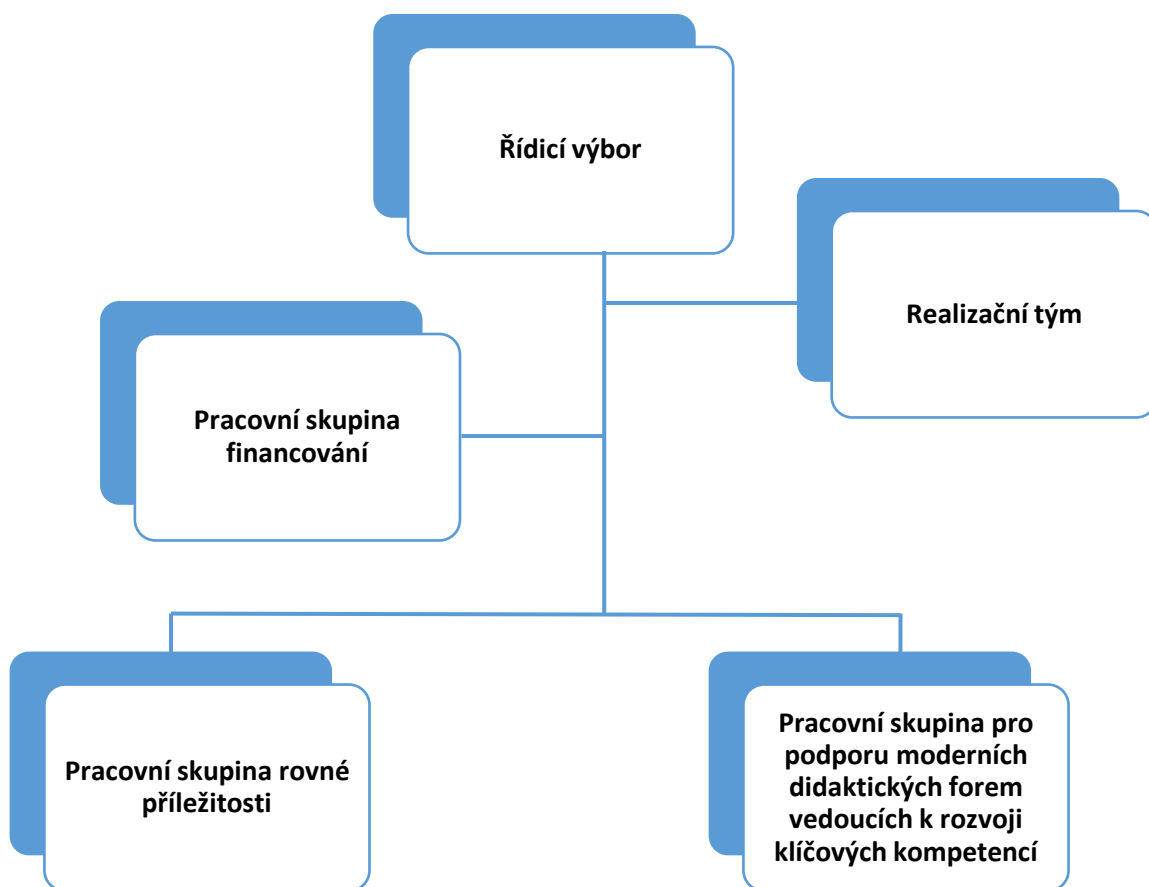 Řídicí výbor
Realizační tým
Pracovní skupina
financování
Pracovní skupina rovné
příležitosti
Pracovní skupina pro
podporu moderních
didaktických forem
vedoucích k rozvoji
klíčových kompetencí